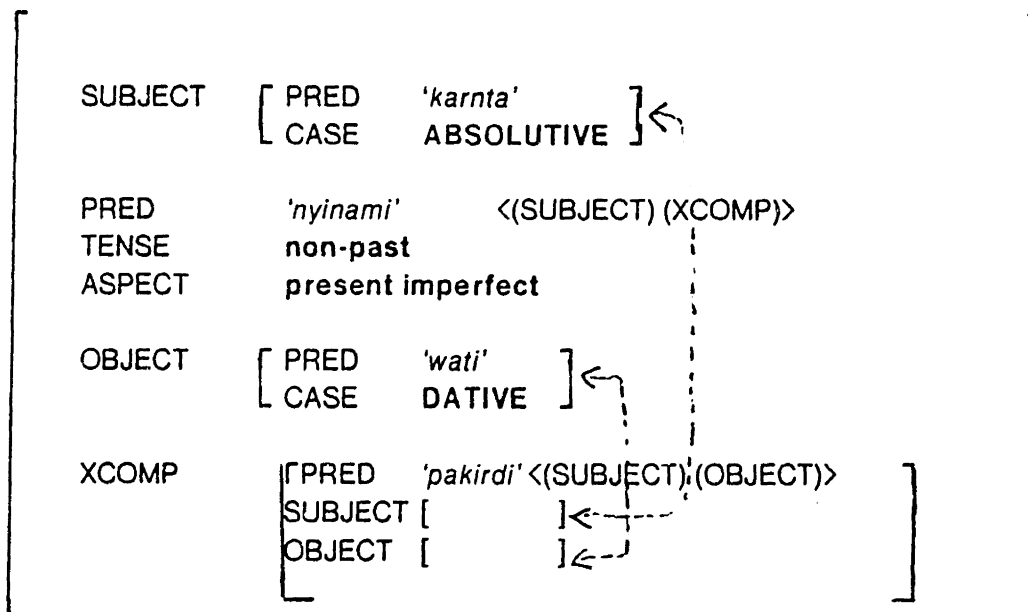 SUBJECT [ PRED 'karnta' ]
[ CASE ABSOLUTIVE ]
PRED 'nyinami' <(SUBJECT) (XCOMP)>
TENSE non-past
ASPECT present imperfect
OBJECT [ PRED 'wati' ]
[ CASE DATIVE ]
XCOMP [ PRED 'pakirdi' <(SUBJECT) (OBJECT)> ]
SUBJECT [ ]
OBJECT [ ]